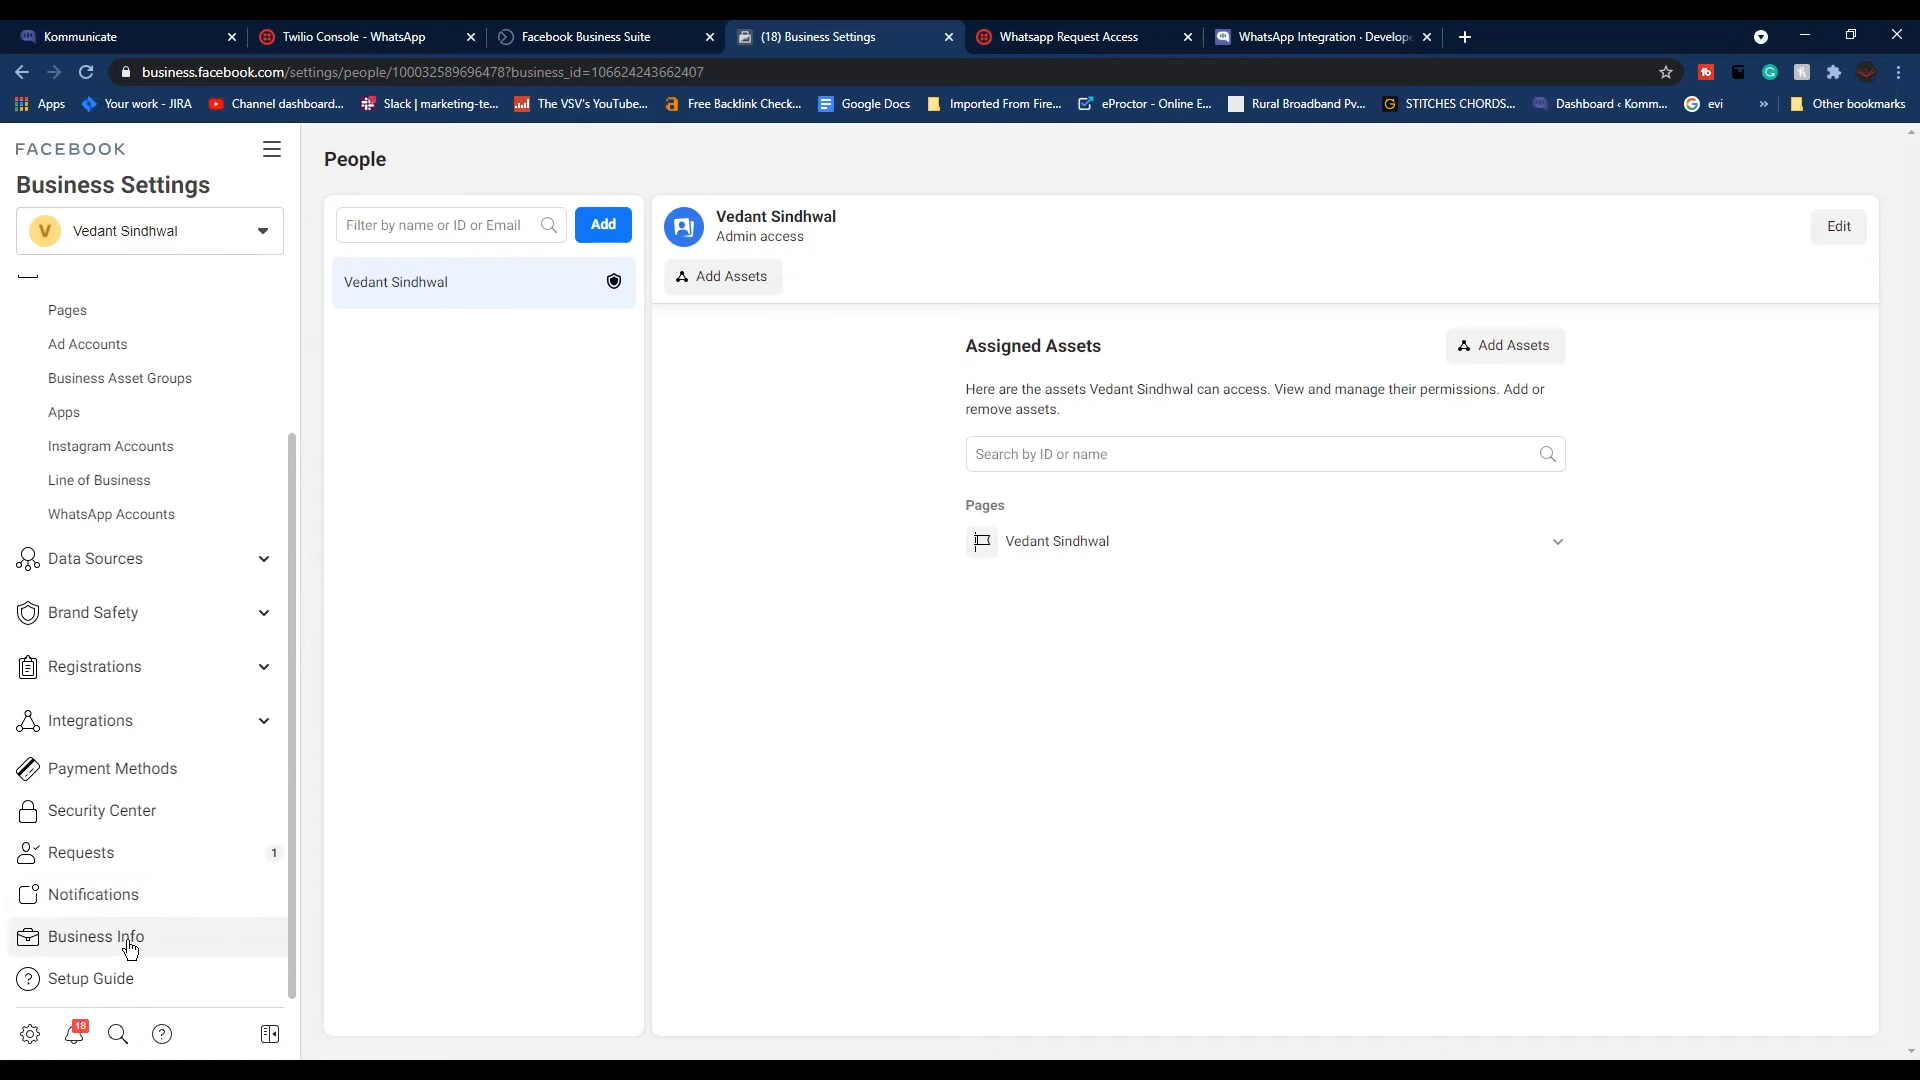 Kommunicate
Twilio Console - WhatsApp
Facebook Business Suite
(18) Business Settings
Whatsapp Request Access
WhatsApp Integration · Develop
business.facebook.com/settings/people/100032589696478?business_id=106624243662407
Apps
Your work - JIRA
Channel dashboard...
Slack | marketing-te...
The VSV's YouTube...
Free Backlink Check...
Google Docs
Imported From Fire...
eProctor - Online E...
Rural Broadband Pv...
STITCHES CHORDS...
Dashboard ‹ Komm...
evi
»
Other bookmarks
FACEBOOK
Business Settings
V
Vedant Sindhwal
Pages
Ad Accounts
Business Asset Groups
Apps
Instagram Accounts
Line of Business
WhatsApp Accounts
Data Sources
Brand Safety
Registrations
Integrations
Payment Methods
Security Center
Requests 1
Notifications
Business Info
Setup Guide
18
People
Filter by name or ID or Email
Add
Vedant Sindhwal
Vedant Sindhwal
Admin access
Edit
Add Assets
Assigned Assets
Add Assets
Here are the assets Vedant Sindhwal can access. View and manage their permissions. Add or
remove assets.
Search by ID or name
Pages
Vedant Sindhwal